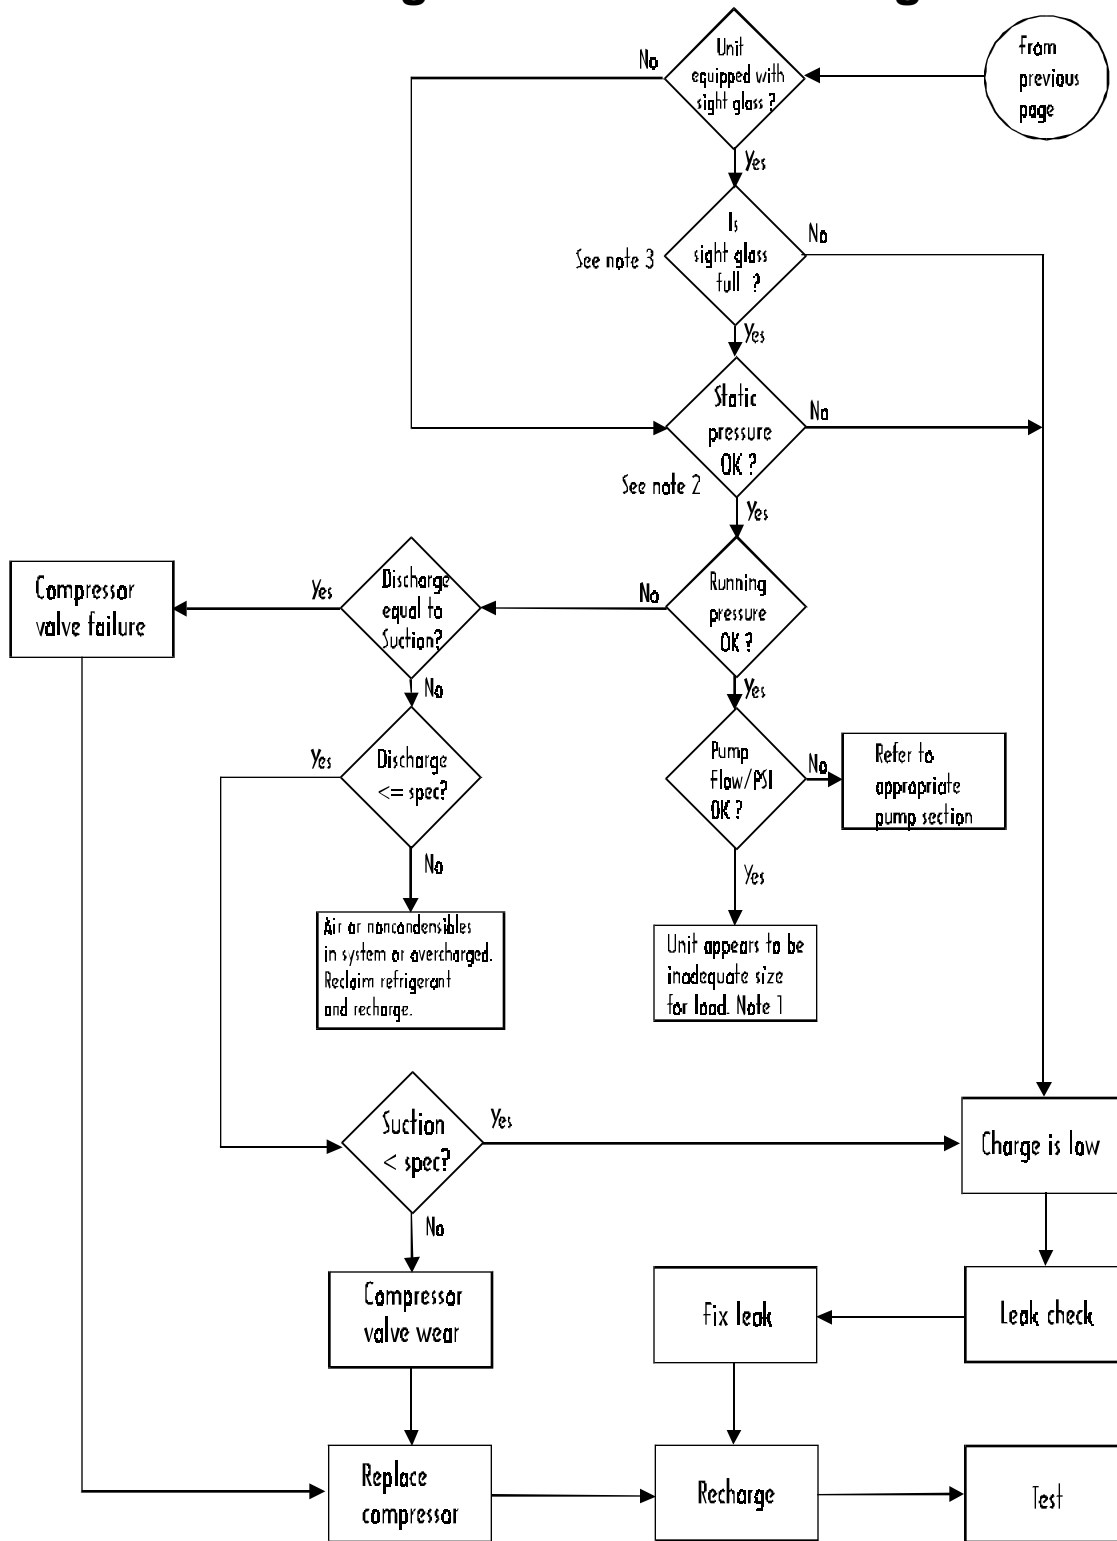 Unit
equipped with
sight glass ?
From
previous
page
No
Yes
Is
sight glass
full ?
See note 3
No
Yes
Static
pressure
OK ?
No
See note 2
Yes
Compressor
valve failure
Yes
Discharge
equal to
Suction?
No
Running
pressure
OK ?
No
Yes
Yes
Discharge
<= spec?
Pump
Flow/PSI
OK ?
No
Refer to
appropriate
pump section
No
Yes
Air or noncondensibles
in system or overcharged.
Reclaim refrigerant
and recharge.
Unit appears to be
inadequate size
for load. Note 1
Suction
< spec?
Yes
Charge is low
No
Compressor
valve wear
Fix leak
Leak check
Replace
compressor
Recharge
Test